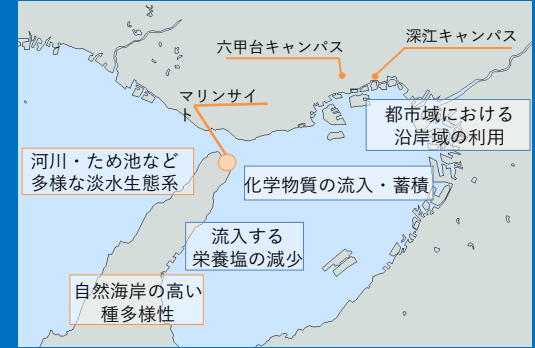 六甲台キャンパス
深江キャンパス
マリンサイ
ト
都市域における
沿岸域の利用
河川・ため池など
多様な淡水生態系
化学物質の流入・蓄積
流入する
栄養塩の減少
自然海岸の高い
種多様性